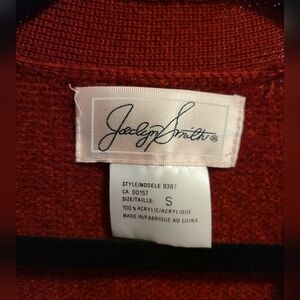 Jaclyn Smith®
STYLE/MODELE 9387
CA 00157
SIZE/TAILLE: S
100% ACRYLIC/ACRYLIQUE
MADE IN/FABRIQUE AU CHINA